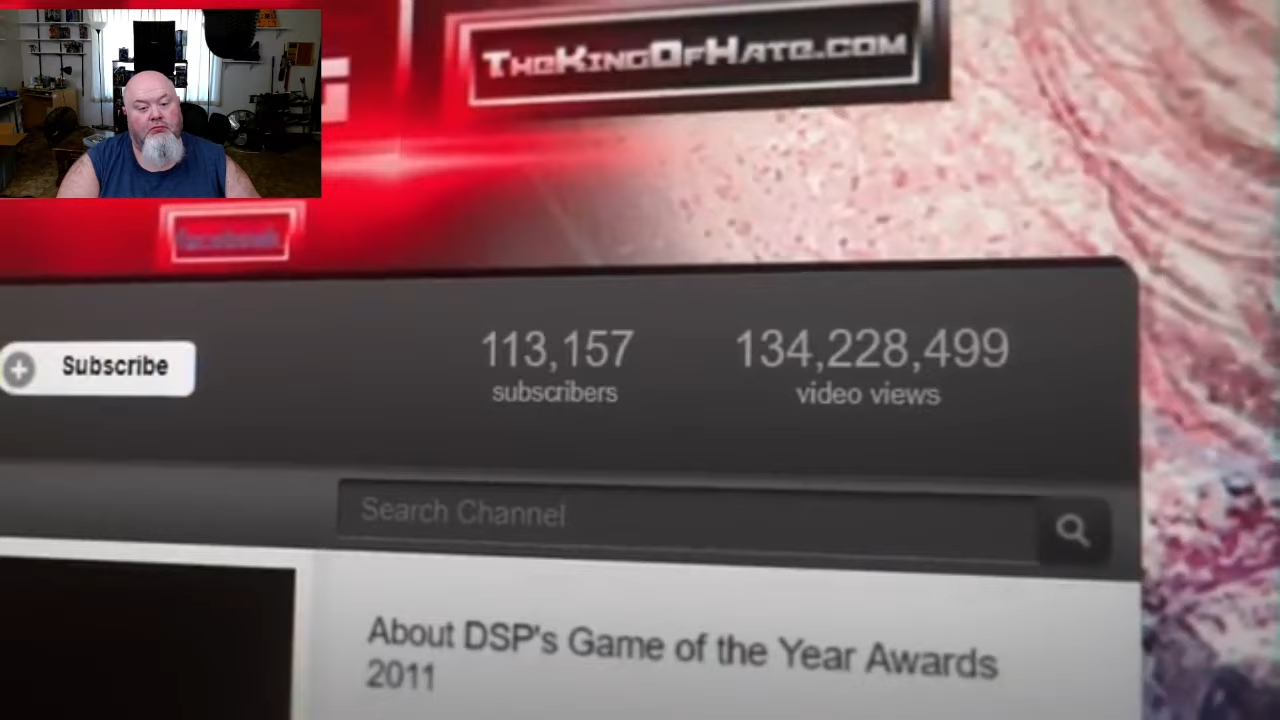 TheKingOfHate.com
facebook
Subscribe
113,157
subscribers
134,228,499
video views
Search Channel
About DSP's Game of the Year Awards
2011